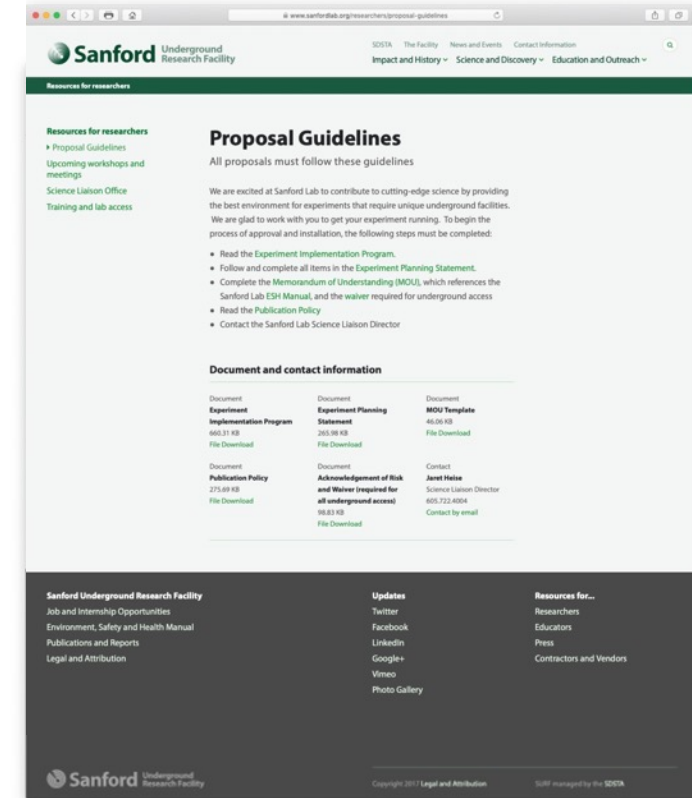 www.sanfordlab.org/researchers/proposal-guidelines
Sanford Underground
Research Facility
SDSTA The Facility News and Events Contact Information
Impact and History Science and Discovery Education and Outreach
Resources for researchers
Resources for researchers
Proposal Guidelines
Upcoming workshops and
meetings
Science Liaison Office
Training and lab access
Proposal Guidelines
All proposals must follow these guidelines
We are excited at Sanford Lab to contribute to cutting-edge science by providing
the best environment for experiments that require unique underground facilities.
We are glad to work with you to get your experiment running. To begin the
process of approval and installation, the following steps must be completed:
• Read the Experiment Implementation Program.
• Follow and complete all items in the Experiment Planning Statement.
• Complete the Memorandum of Understanding (MOU), which references the
Sanford Lab ESH Manual, and the waiver required for underground access
• Read the Publication Policy
• Contact the Sanford Lab Science Liaison Director
Document and contact information
Document
Experiment
Implementation Program
660.31 KB
File Download
Document
Experiment Planning
Statement
265.98 KB
File Download
Document
MOU Template
46.06 KB
File Download
Document
Publication Policy
275.69 KB
File Download
Document
Acknowledgement of Risk
and Waiver (required for
all underground access)
98.83 KB
File Download
Contact
Jaret Heise
Science Liaison Director
605.722.4004
Contact by email
Sanford Underground Research Facility
Job and Internship Opportunities
Environment, Safety and Health Manual
Publications and Reports
Legal and Attribution
Updates
Twitter
Facebook
LinkedIn
Google+
Vimeo
Photo Gallery
Resources for...
Researchers
Educators
Press
Contractors and Vendors
Sanford Underground
Research Facility
Copyright 2017 Legal and Attribution
SURF managed by the SDSTA